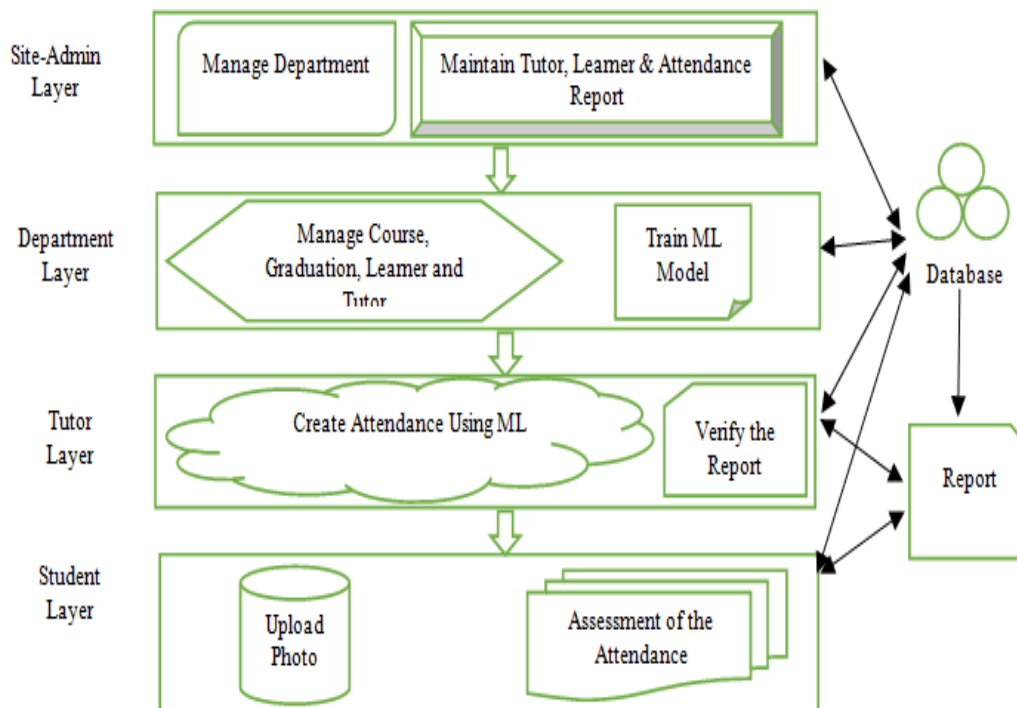 Site-Admin
Layer
Manage Department
Maintain Tutor, Learner & Attendance
Report
Department
Layer
Manage Course,
Graduation, Learner and
Tutor
Train ML
Model
Database
Tutor
Layer
Create Attendance Using ML
Verify the
Report
Report
Student
Layer
Upload
Photo
Assessment of the
Attendance